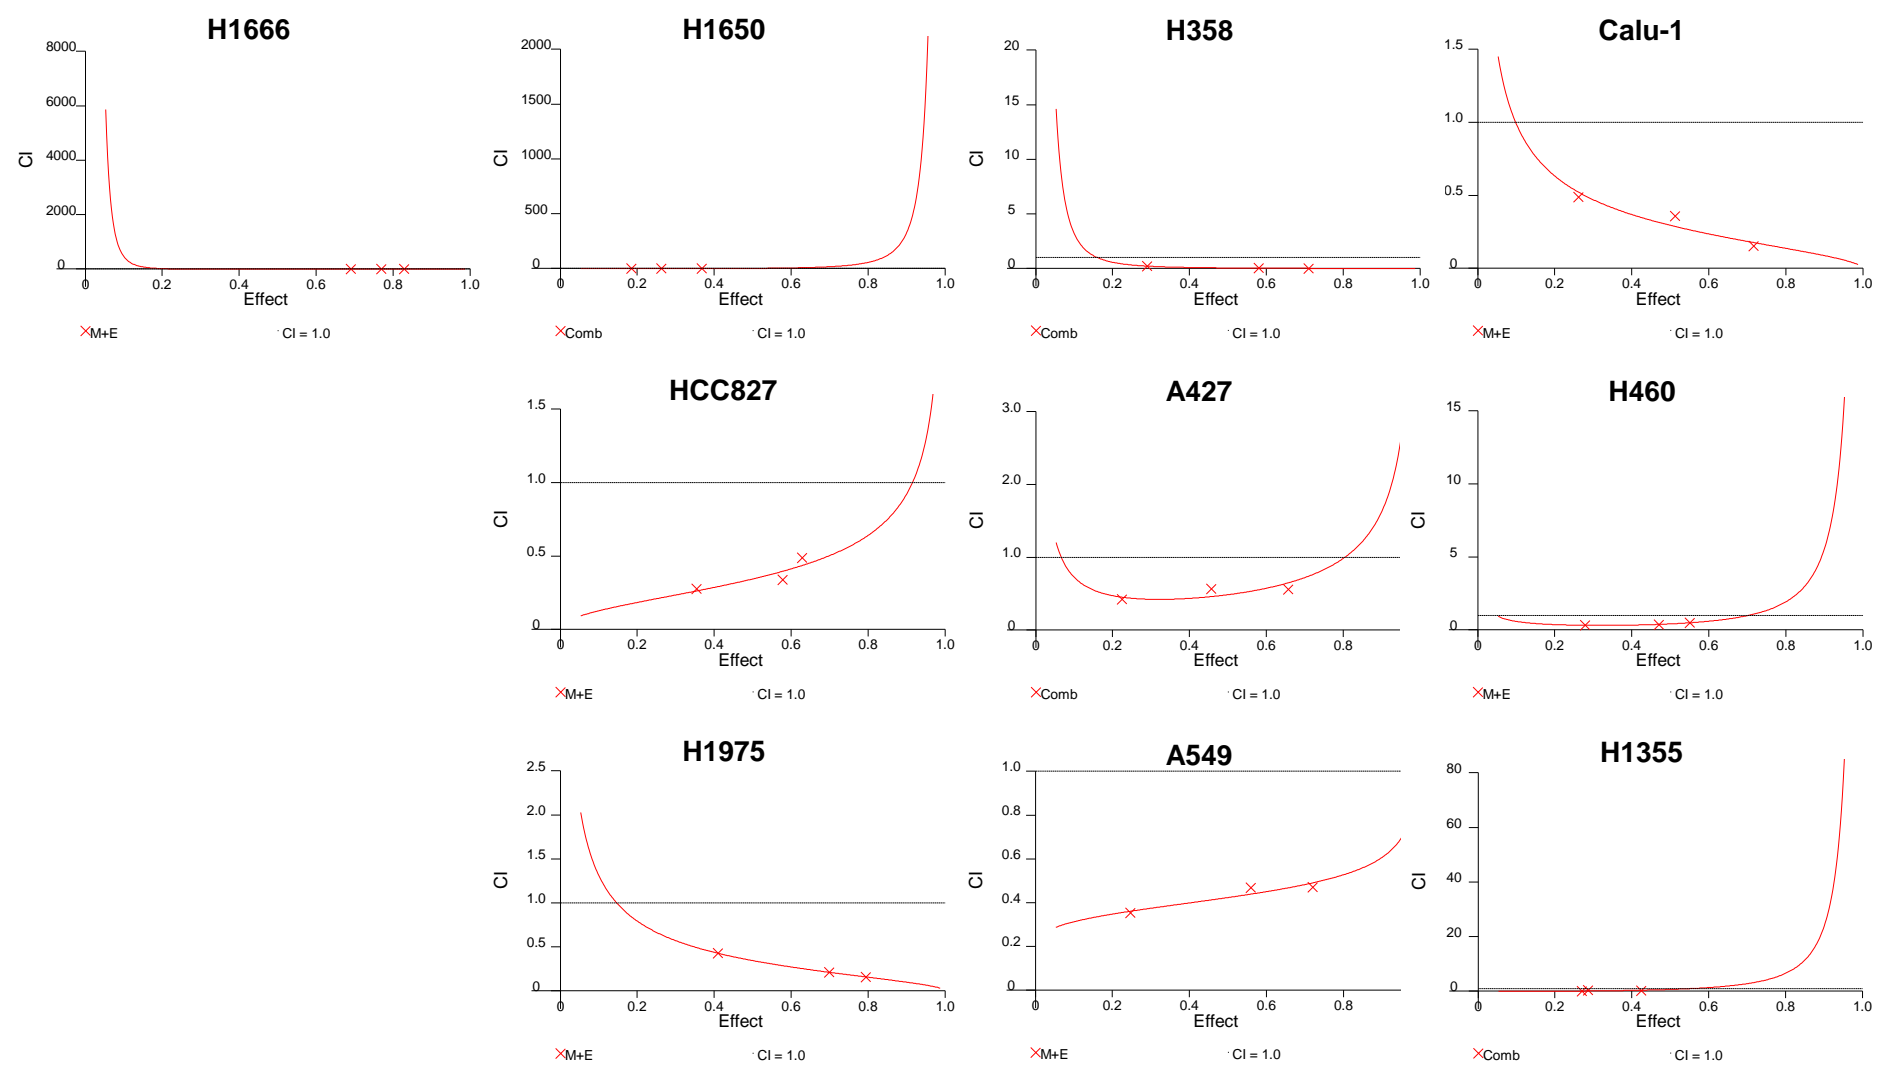 H1666
8000
6000
4000
2000
0
CI
0 0.2 0.4 0.6 0.8 1.0
Effect
M+E CI = 1.0
H1650
2000
1500
1000
500
0
CI
0 0.2 0.4 0.6 0.8 1.0
Effect
Comb CI = 1.0
H358
20
15
10
5
0
CI
0 0.2 0.4 0.6 0.8 1.0
Effect
Comb CI = 1.0
Calu-1
1.5
1.0
0.5
0
CI
0 0.2 0.4 0.6 0.8 1.0
Effect
M+E CI = 1.0
HCC827
1.5
1.0
0.5
0
CI
0 0.2 0.4 0.6 0.8 1.0
Effect
M+E CI = 1.0
A427
3.0
2.0
1.0
0
CI
0 0.2 0.4 0.6 0.8
Effect
Comb CI = 1.0
H460
15
10
5
0
CI
0 0.2 0.4 0.6 0.8 1.0
Effect
M+E CI = 1.0
H1975
2.5
2.0
1.5
1.0
0.5
0
CI
0 0.2 0.4 0.6 0.8 1.0
Effect
M+E CI = 1.0
A549
1.0
0.8
0.6
0.4
0.2
0
CI
0 0.2 0.4 0.6 0.8
Effect
M+E CI = 1.0
H1355
80
60
40
20
0
CI
0 0.2 0.4 0.6 0.8 1.0
Effect
Comb CI = 1.0